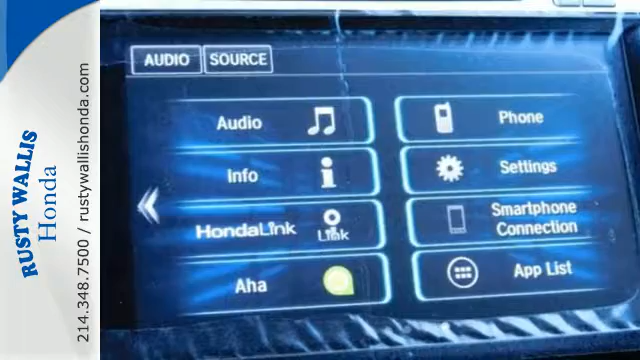 RUSTY WALLIS
Honda
214.348.7500 / rustywallishonda.com
AUDIO SOURCE
Audio
Phone
Info
Settings
HondaLink
Link
Smartphone
Connection
Aha
App List